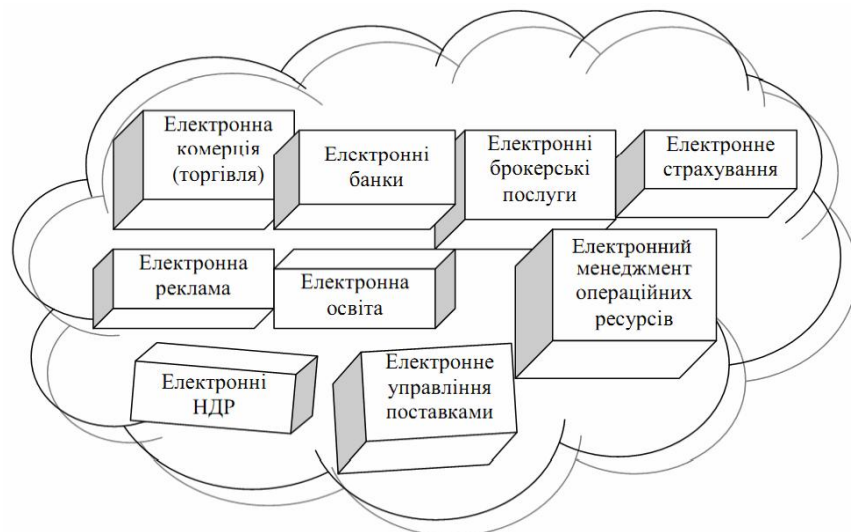 Електронна
комерція
(торгівля)
Електронні
банки
Електронні
брокерські
послуги
Електронне
страхування
Електронна
реклама
Електронна
освіта
Електронний
менеджмент
операційних
ресурсів
Електронні
НДР
Електронне
управління
поставками